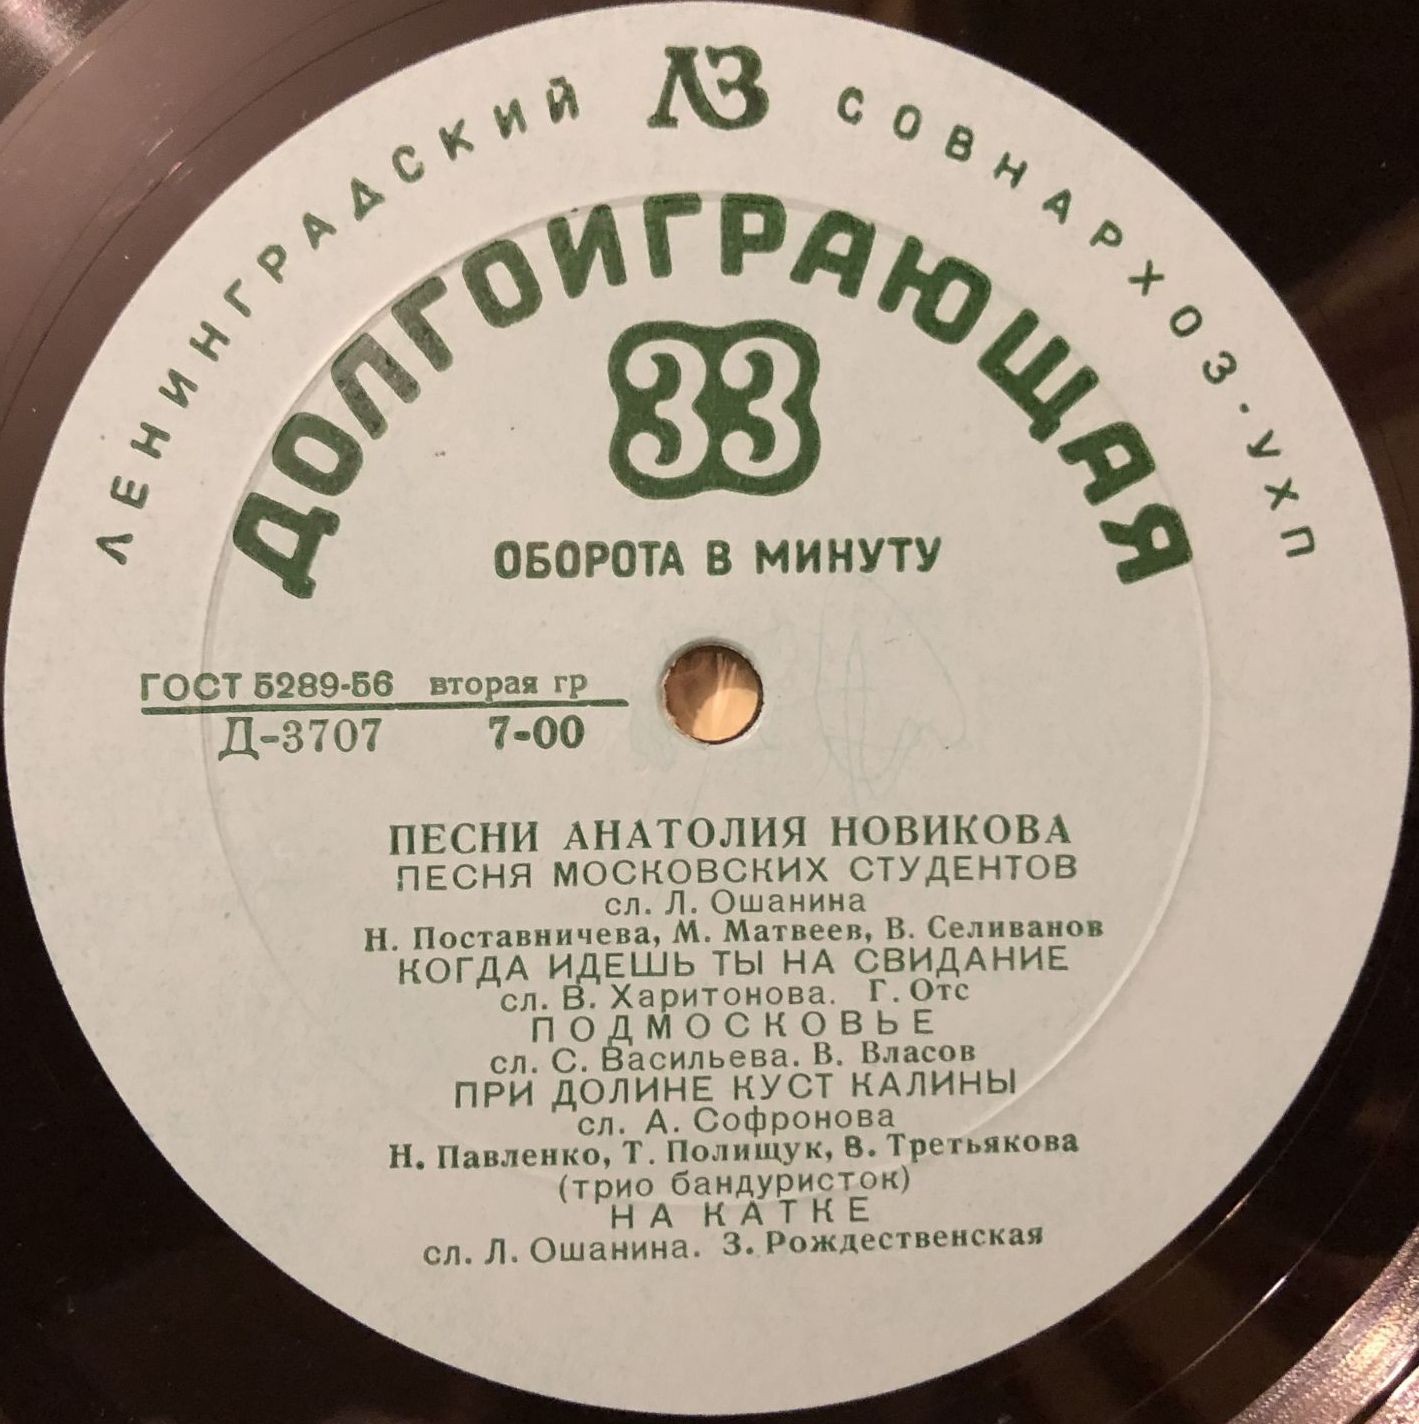 ЛЕНИНГРАДСКИЙ ЛЗ СОВНАРХОЗ·УХП
ДОЛГОИГРАЮЩАЯ
33
ОБОРОТА В МИНУТУ
ГОСТ 5289-56 вторая гр
Д-3707 7-00
ПЕСНИ АНАТОЛИЯ НОВИКОВА
ПЕСНЯ МОСКОВСКИХ СТУДЕНТОВ
сл. Л. Ошанина
Н. Поставничева, М. Матвеев, В. Селиванов
КОГДА ИДЕШЬ ТЫ НА СВИДАНИЕ
сл. В. Харитонова. Г. Отс
ПОДМОСКОВЬЕ
сл. С. Васильева. В. Власов
ПРИ ДОЛИНЕ КУСТ КАЛИНЫ
сл. А. Софронова
Н. Павленко, Т. Полищук, В. Третьякова
(трио бандуристок)
НА КАТКЕ
сл. Л. Ошанина. З. Рождественская